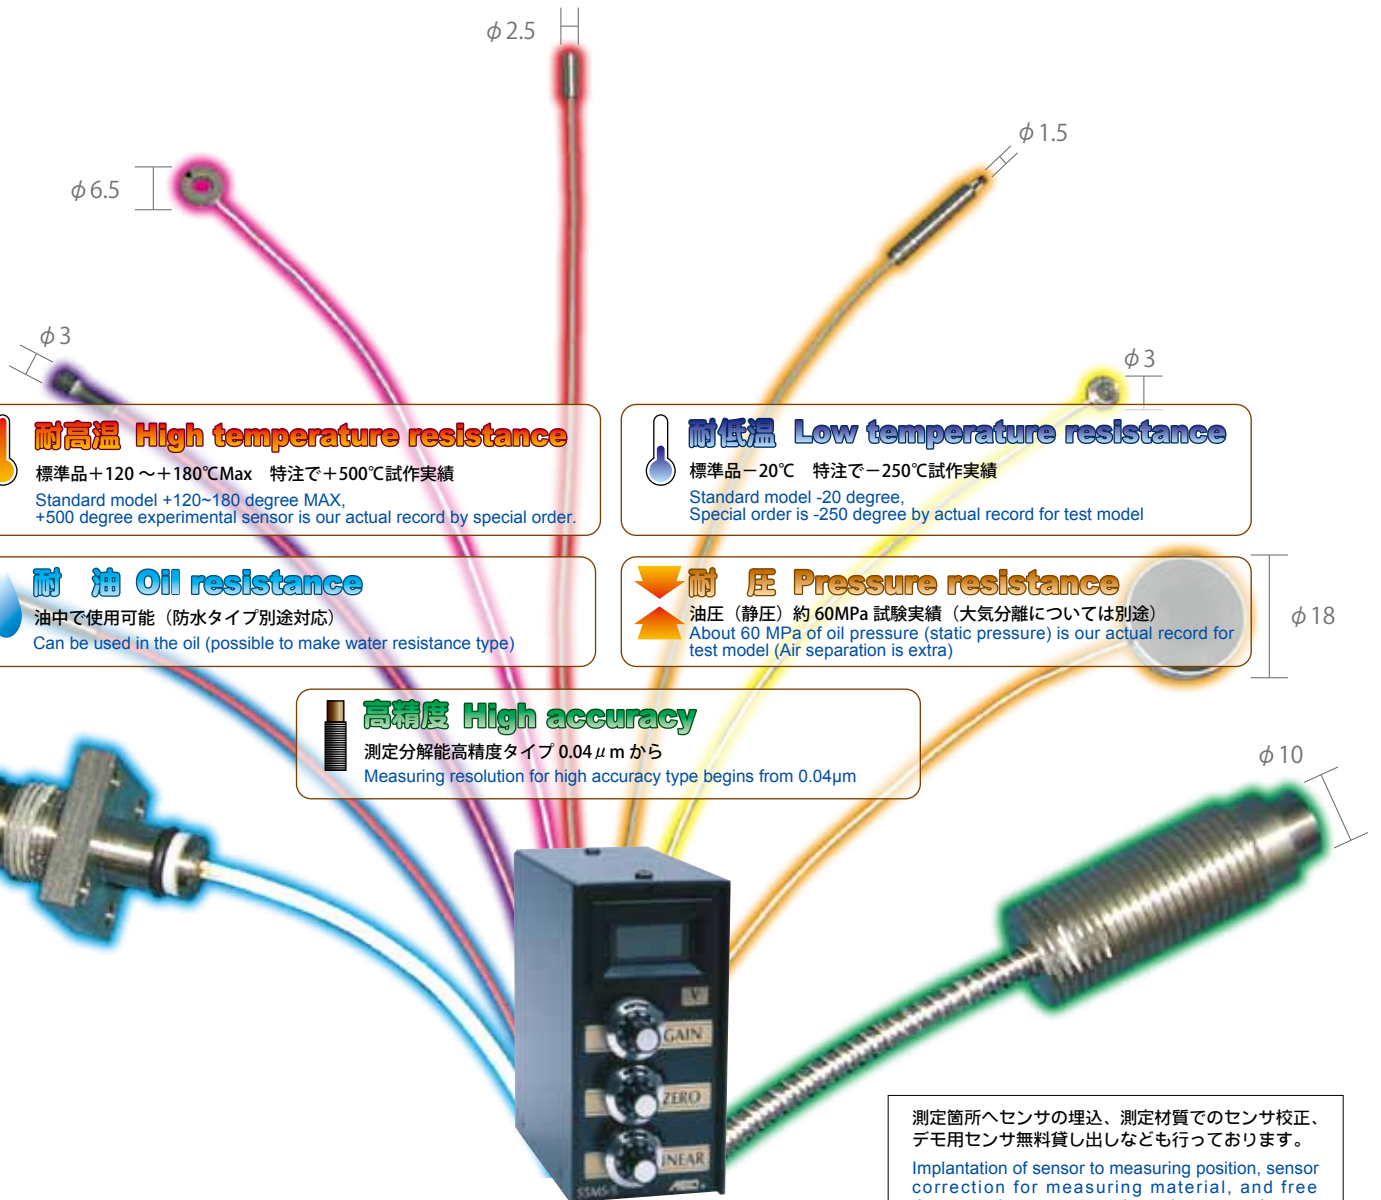 φ2.5
φ1.5
φ6.5
φ3
φ3
耐高温 High temperature resistance
標準品＋120 ～＋180℃Max　特注で＋500℃試作実績
Standard model +120~180 degree MAX,
+500 degree experimental sensor is our actual record by special order.
耐低温 Low temperature resistance
標準品－20℃　特注で－250℃試作実績
Standard model -20 degree,
Special order is -250 degree by actual record for test model
耐　油 Oil resistance
油中で使用可能（防水タイプ別途対応）
Can be used in the oil (possible to make water resistance type)
耐　圧 Pressure resistance
油圧（静圧）約 60MPa 試験実績（大気分離については別途）
About 60 MPa of oil pressure (static pressure) is our actual record for
test model (Air separation is extra)
φ18
高精度 High accuracy
測定分解能高精度タイプ 0.04μm から
Measuring resolution for high accuracy type begins from 0.04μm
φ10
V
GAIN
ZERO
LINEAR
測定箇所へセンサの埋込、測定材質でのセンサ校正、
デモ用センサ無料貸し出しなども行っております。
Implantation of sensor to measuring position, sensor
correction for measuring material, and free